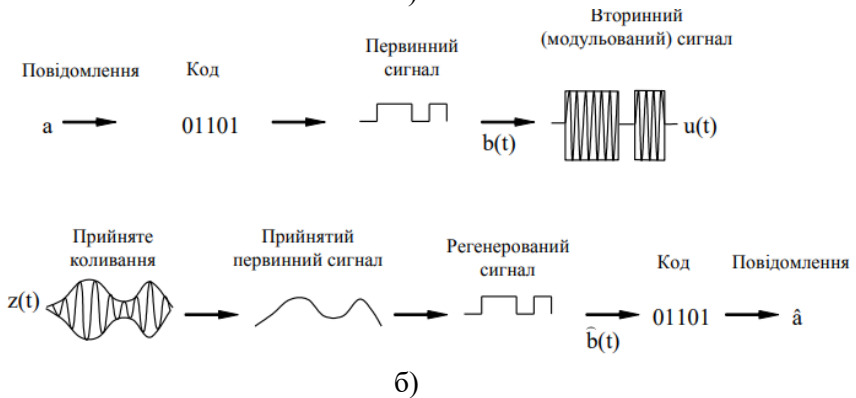 )
Вторинний
(модульований) сигнал
Первинний
сигнал
Повідомлення
Код
a
01101
b(t)
u(t)
Прийняте
коливання
Прийнятий
первинний сигнал
Регенерований
сигнал
Код
Повідомлення
z(t)
b̂(t)
01101
â
б)